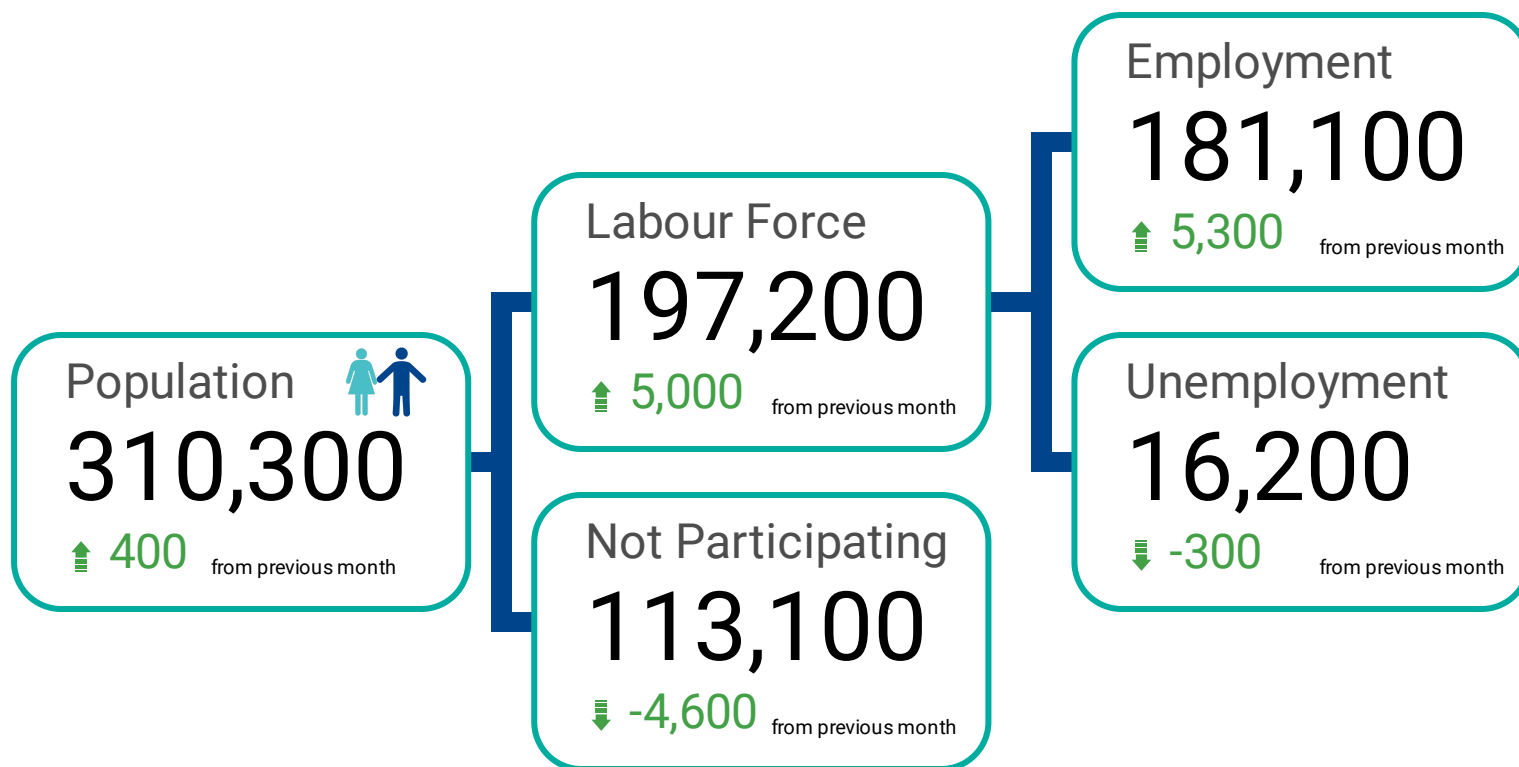 Population
310,300
400 from previous month
Labour Force
197,200
5,000 from previous month
Not Participating
113,100
-4,600 from previous month
Employment
181,100
5,300 from previous month
Unemployment
16,200
-300 from previous month